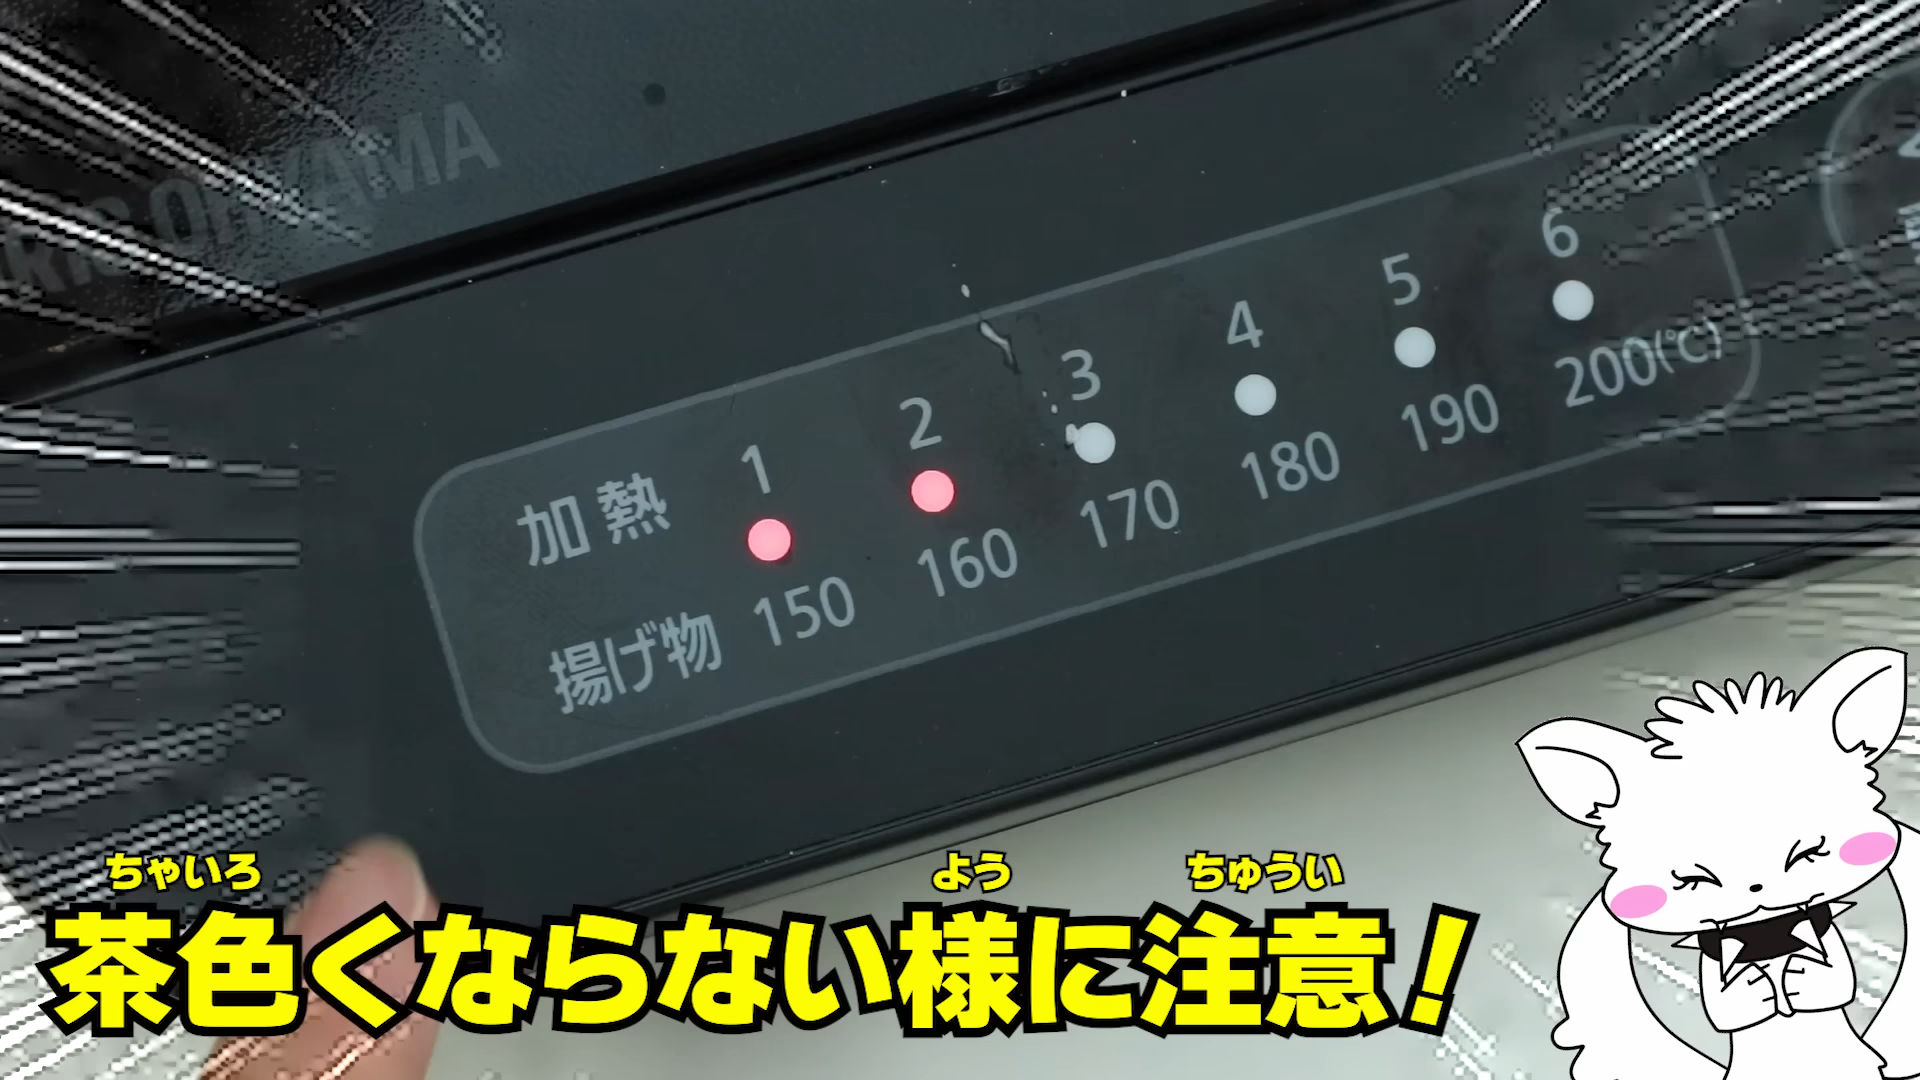 IRIS OHYAMA
1 2 3 4 5 6
加熱
揚げ物 150 160 170 180 190 200(℃)
ちゃいろ よう ちゅうい
茶色くならない様に注意!